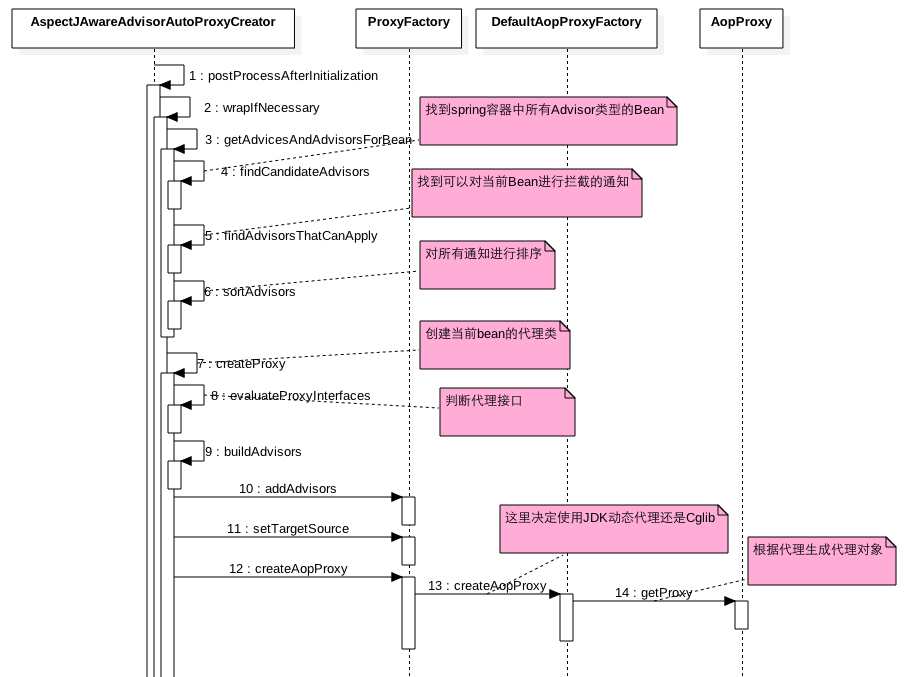 AspectJAwareAdvisorAutoProxyCreator
ProxyFactory
DefaultAopProxyFactory
AopProxy
1 : postProcessAfterInitialization
2 : wrapIfNecessary
找到spring容器中所有Advisor类型的Bean
3 : getAdvicesAndAdvisorsForBean
4 : findCandidateAdvisors
找到可以对当前Bean进行拦截的通知
5 : findAdvisorsThatCanApply
对所有通知进行排序
6 : sortAdvisors
创建当前bean的代理类
7 : createProxy
8 : evaluateProxyInterfaces
判断代理接口
9 : buildAdvisors
10 : addAdvisors
这里决定使用JDK动态代理还是Cglib
11 : setTargetSource
根据代理生成代理对象
12 : createAopProxy
13 : createAopProxy
14 : getProxy